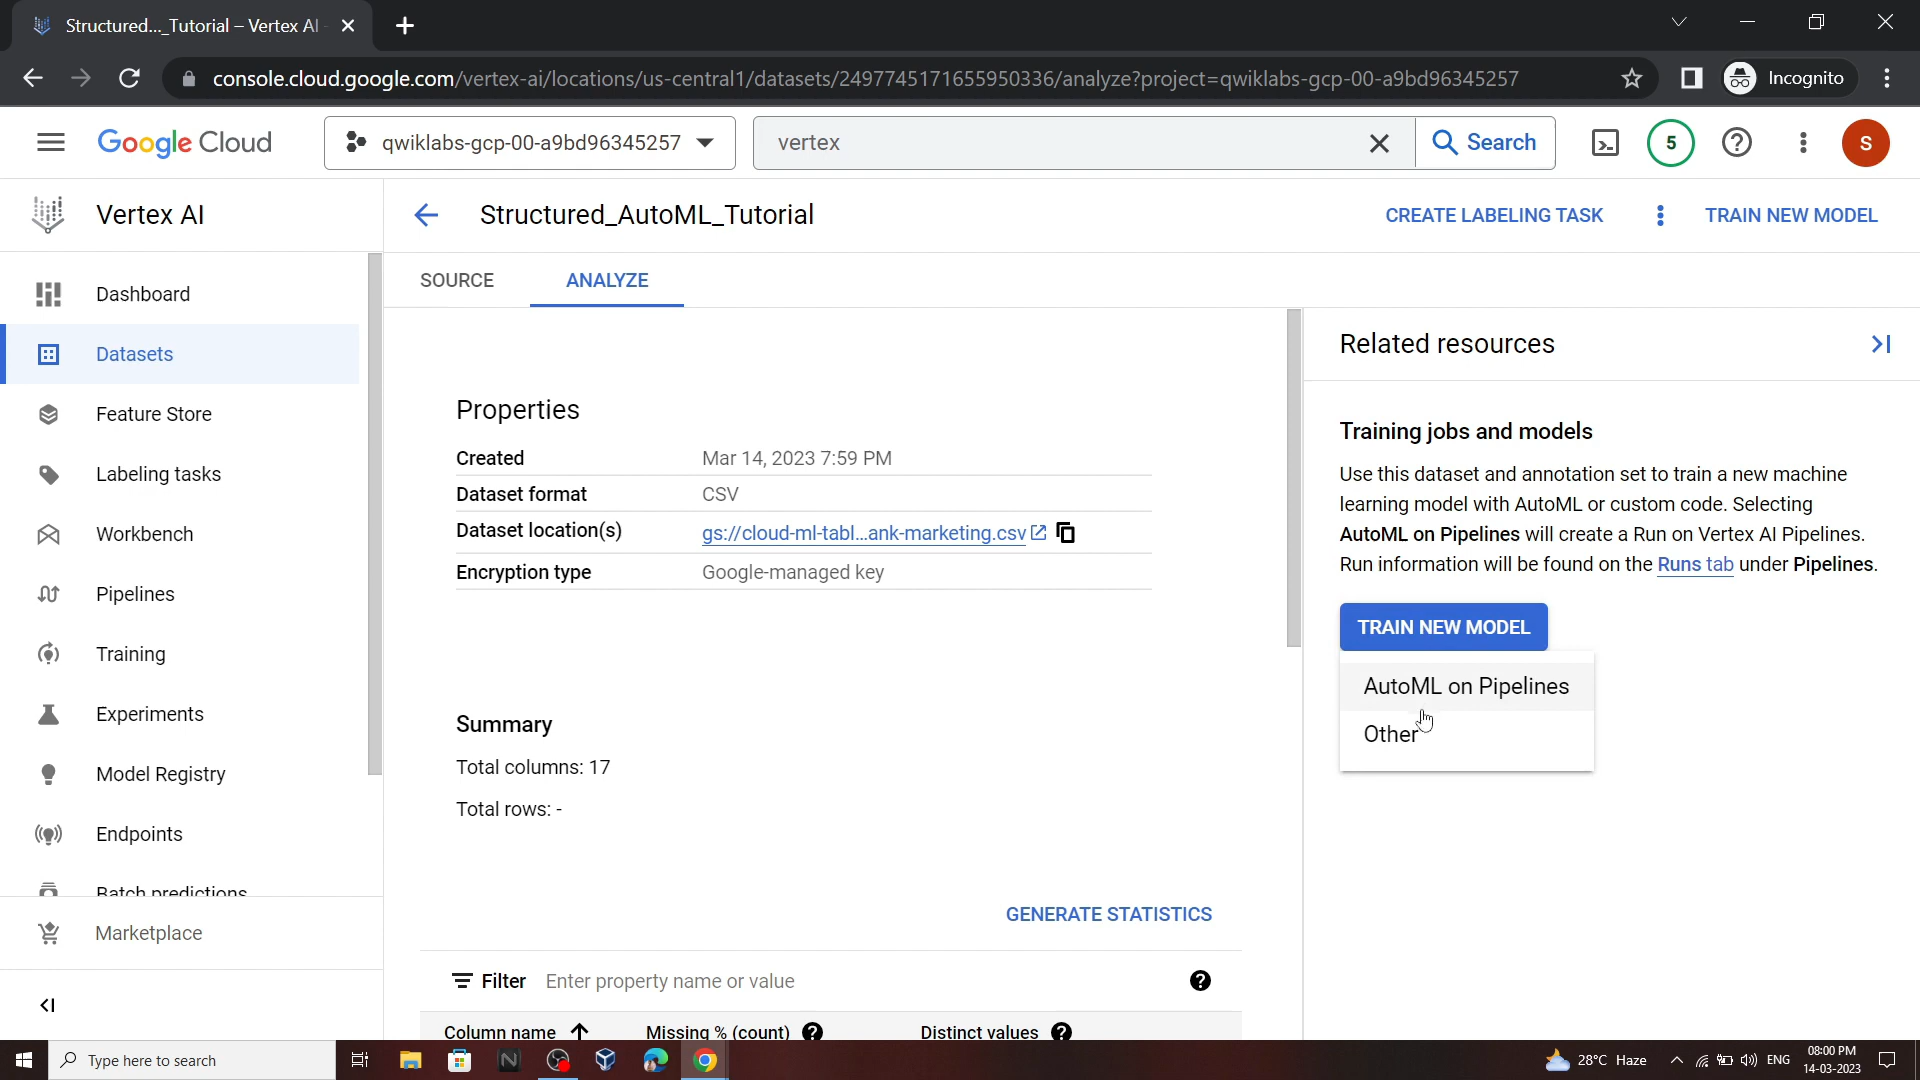 Structured..._Tutorial – Vertex AI
console.cloud.google.com/vertex-ai/locations/us-central1/datasets/2497745171655950336/analyze?project=qwiklabs-gcp-00-a9bd96345257
Incognito
Google Cloud
qwiklabs-gcp-00-a9bd96345257
vertex
Search
5
S
Vertex AI
Structured_AutoML_Tutorial
CREATE LABELING TASK
TRAIN NEW MODEL
Dashboard
Datasets
Feature Store
Labeling tasks
Workbench
Pipelines
Training
Experiments
Model Registry
Endpoints
Batch predictions
Marketplace
SOURCE
ANALYZE
Properties
Created Mar 14, 2023 7:59 PM
Dataset format CSV
Dataset location(s) gs://cloud-ml-tabl...ank-marketing.csv
Encryption type Google-managed key
Summary
Total columns: 17
Total rows: -
GENERATE STATISTICS
Filter Enter property name or value
Column name Missing % (count) Distinct values
Related resources
Training jobs and models
Use this dataset and annotation set to train a new machine
learning model with AutoML or custom code. Selecting
AutoML on Pipelines will create a Run on Vertex AI Pipelines.
Run information will be found on the Runs tab under Pipelines.
TRAIN NEW MODEL
AutoML on Pipelines
Other
Type here to search
28°C Haze
ENG
08:00 PM
14-03-2023